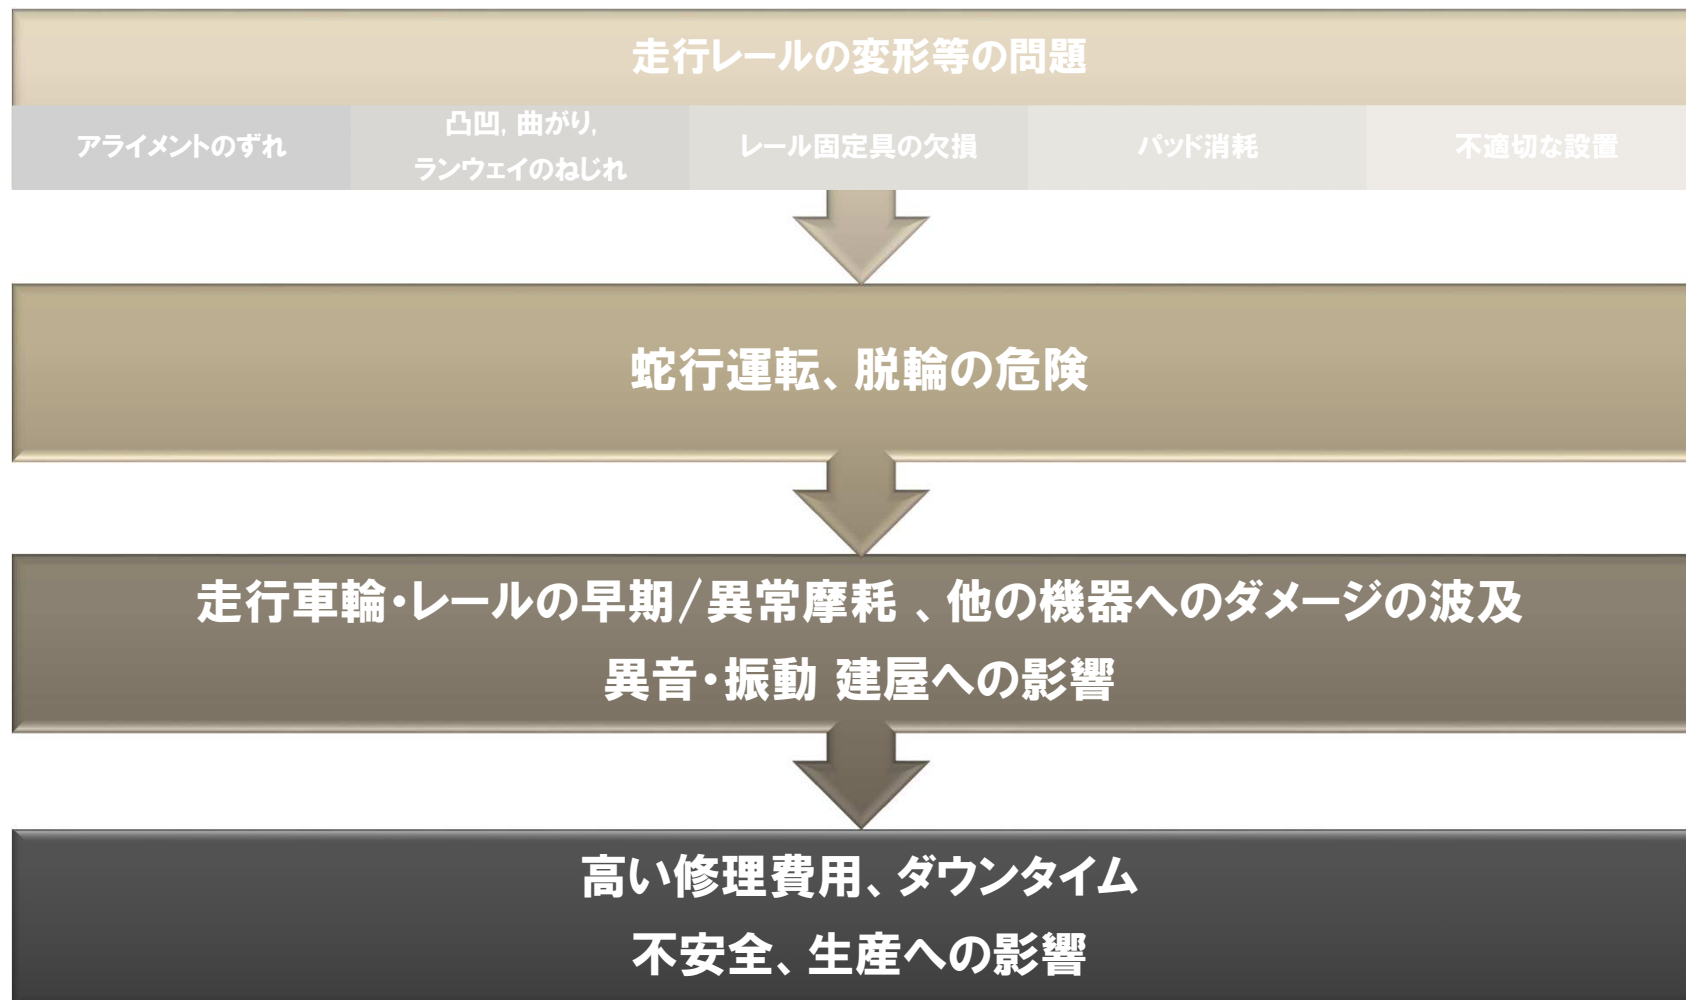 走行レールの変形等の問題
アライメントのずれ
凸凹, 曲がり,
ランウェイのねじれ
レール固定具の欠損
パッド消耗
不適切な設置
蛇行運転、脱輪の危険
走行車輪・レールの早期/異常摩耗 、他の機器へのダメージの波及
異音・振動 建屋への影響
高い修理費用、ダウンタイム
不安全、生産への影響